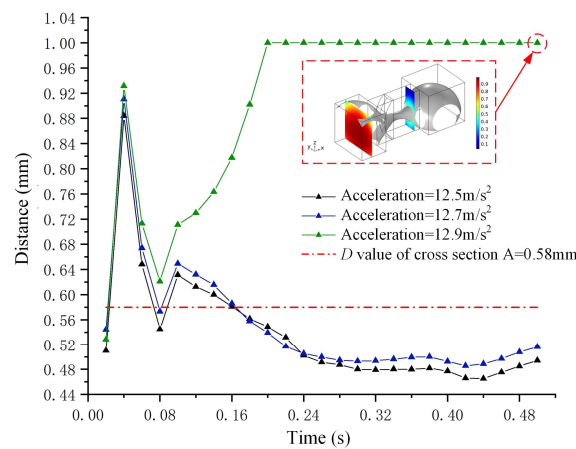 1.04
1.00
0.96
0.92
0.88
0.84
0.80
0.76
0.72
0.68
0.64
0.60
0.56
0.52
0.48
0.44
Distance (mm)
0.9
0.8
0.7
0.6
0.5
0.4
0.3
0.2
0.1
z
y x
Acceleration=12.5m/s²
Acceleration=12.7m/s²
Acceleration=12.9m/s²
D value of cross section A=0.58mm
0.00 0.08 0.16 0.24 0.32 0.40 0.48
Time (s)